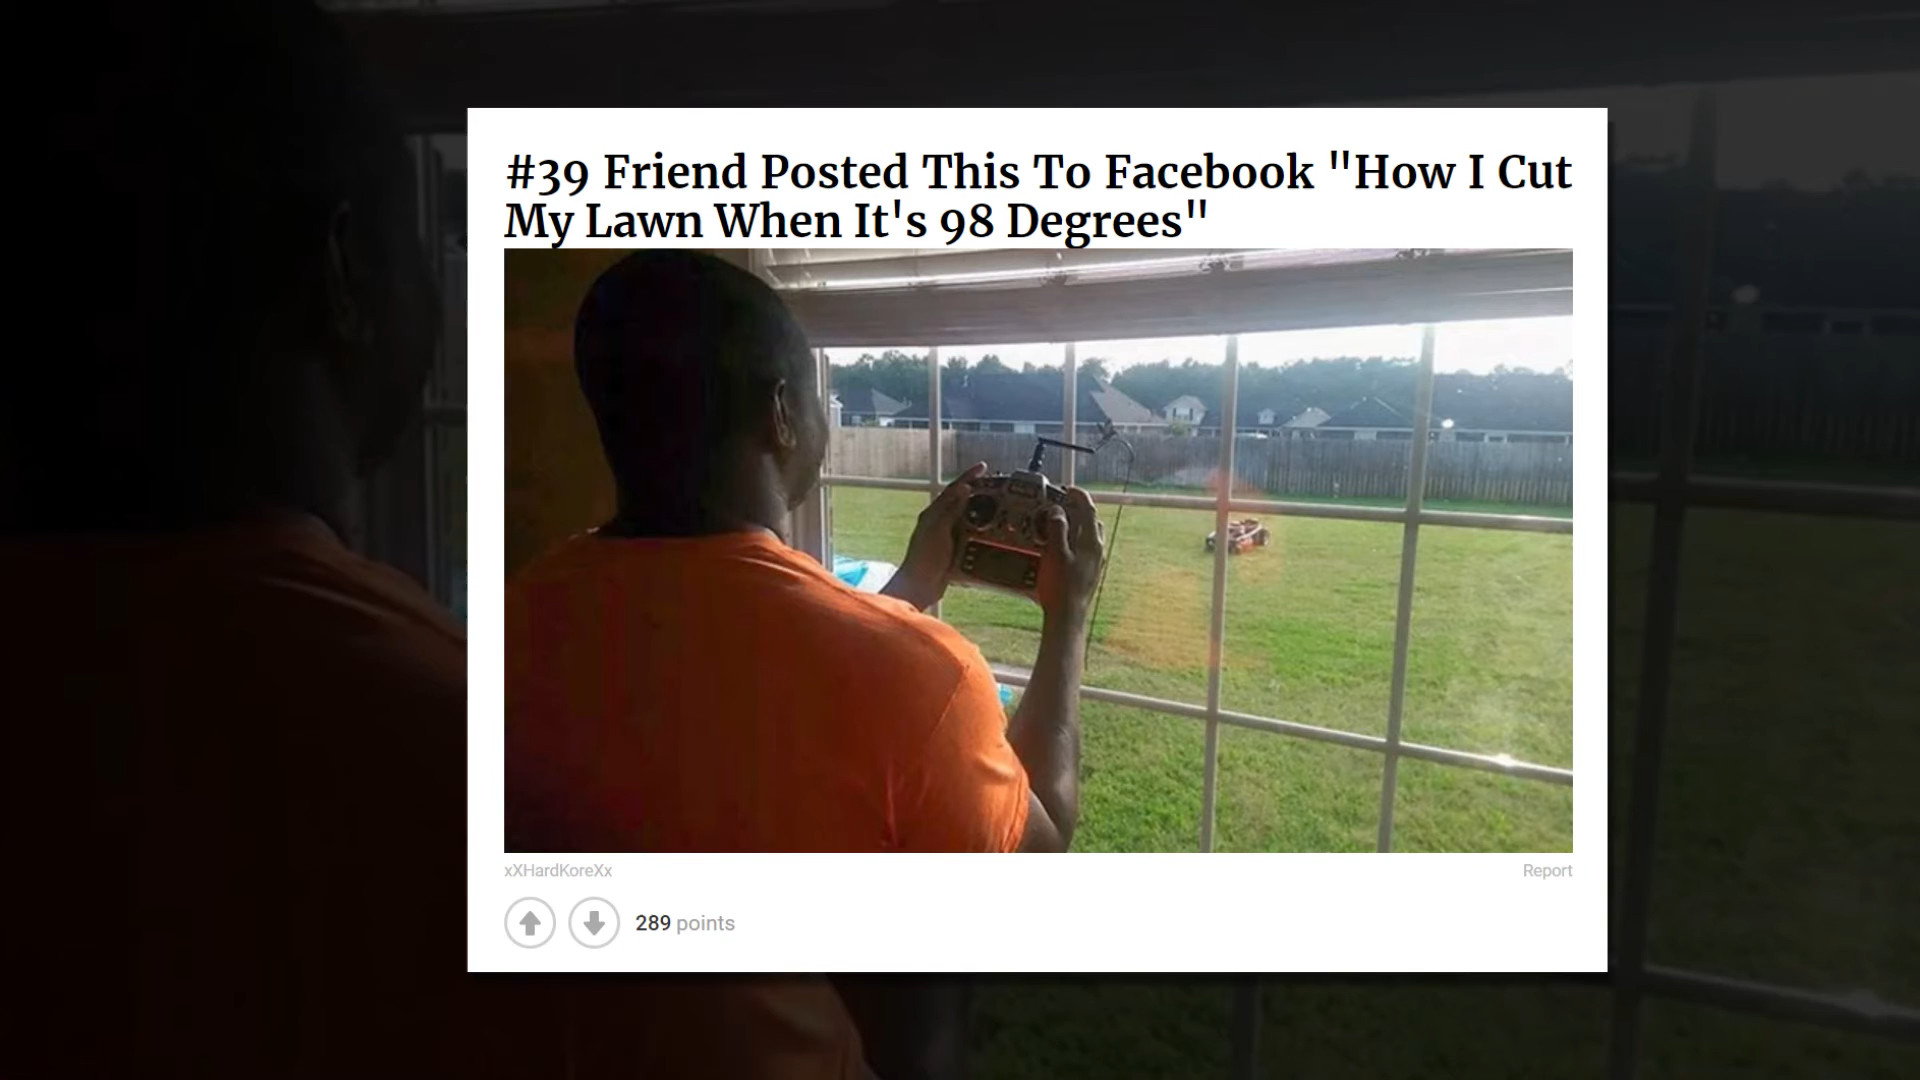 #39 Friend Posted This To Facebook "How I Cut
My Lawn When It's 98 Degrees"
xXHardKoreXx
Report
289 points